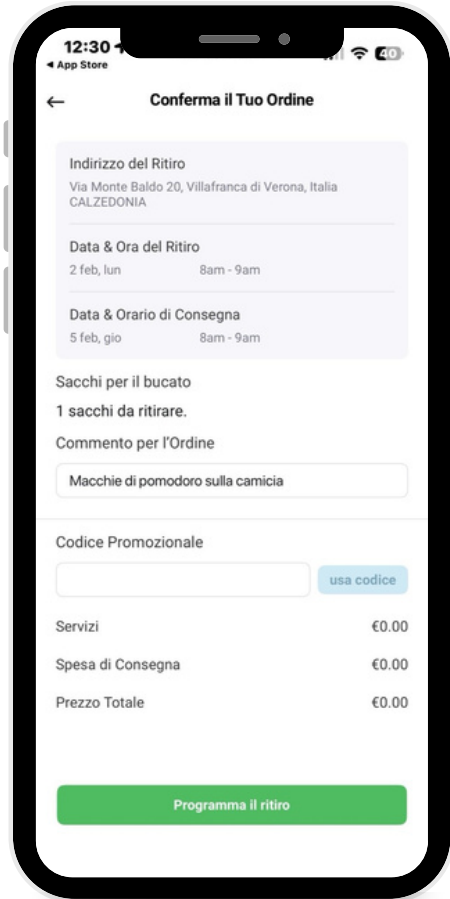 12:30
◀ App Store
40
← Conferma il Tuo Ordine
Indirizzo del Ritiro
Via Monte Baldo 20, Villafranca di Verona, Italia
CALZEDONIA
Data & Ora del Ritiro
2 feb, lun 8am - 9am
Data & Orario di Consegna
5 feb, gio 8am - 9am
Sacchi per il bucato
1 sacchi da ritirare.
Commento per l'Ordine
Macchie di pomodoro sulla camicia
Codice Promozionale
usa codice
Servizi €0.00
Spesa di Consegna €0.00
Prezzo Totale €0.00
Programma il ritiro